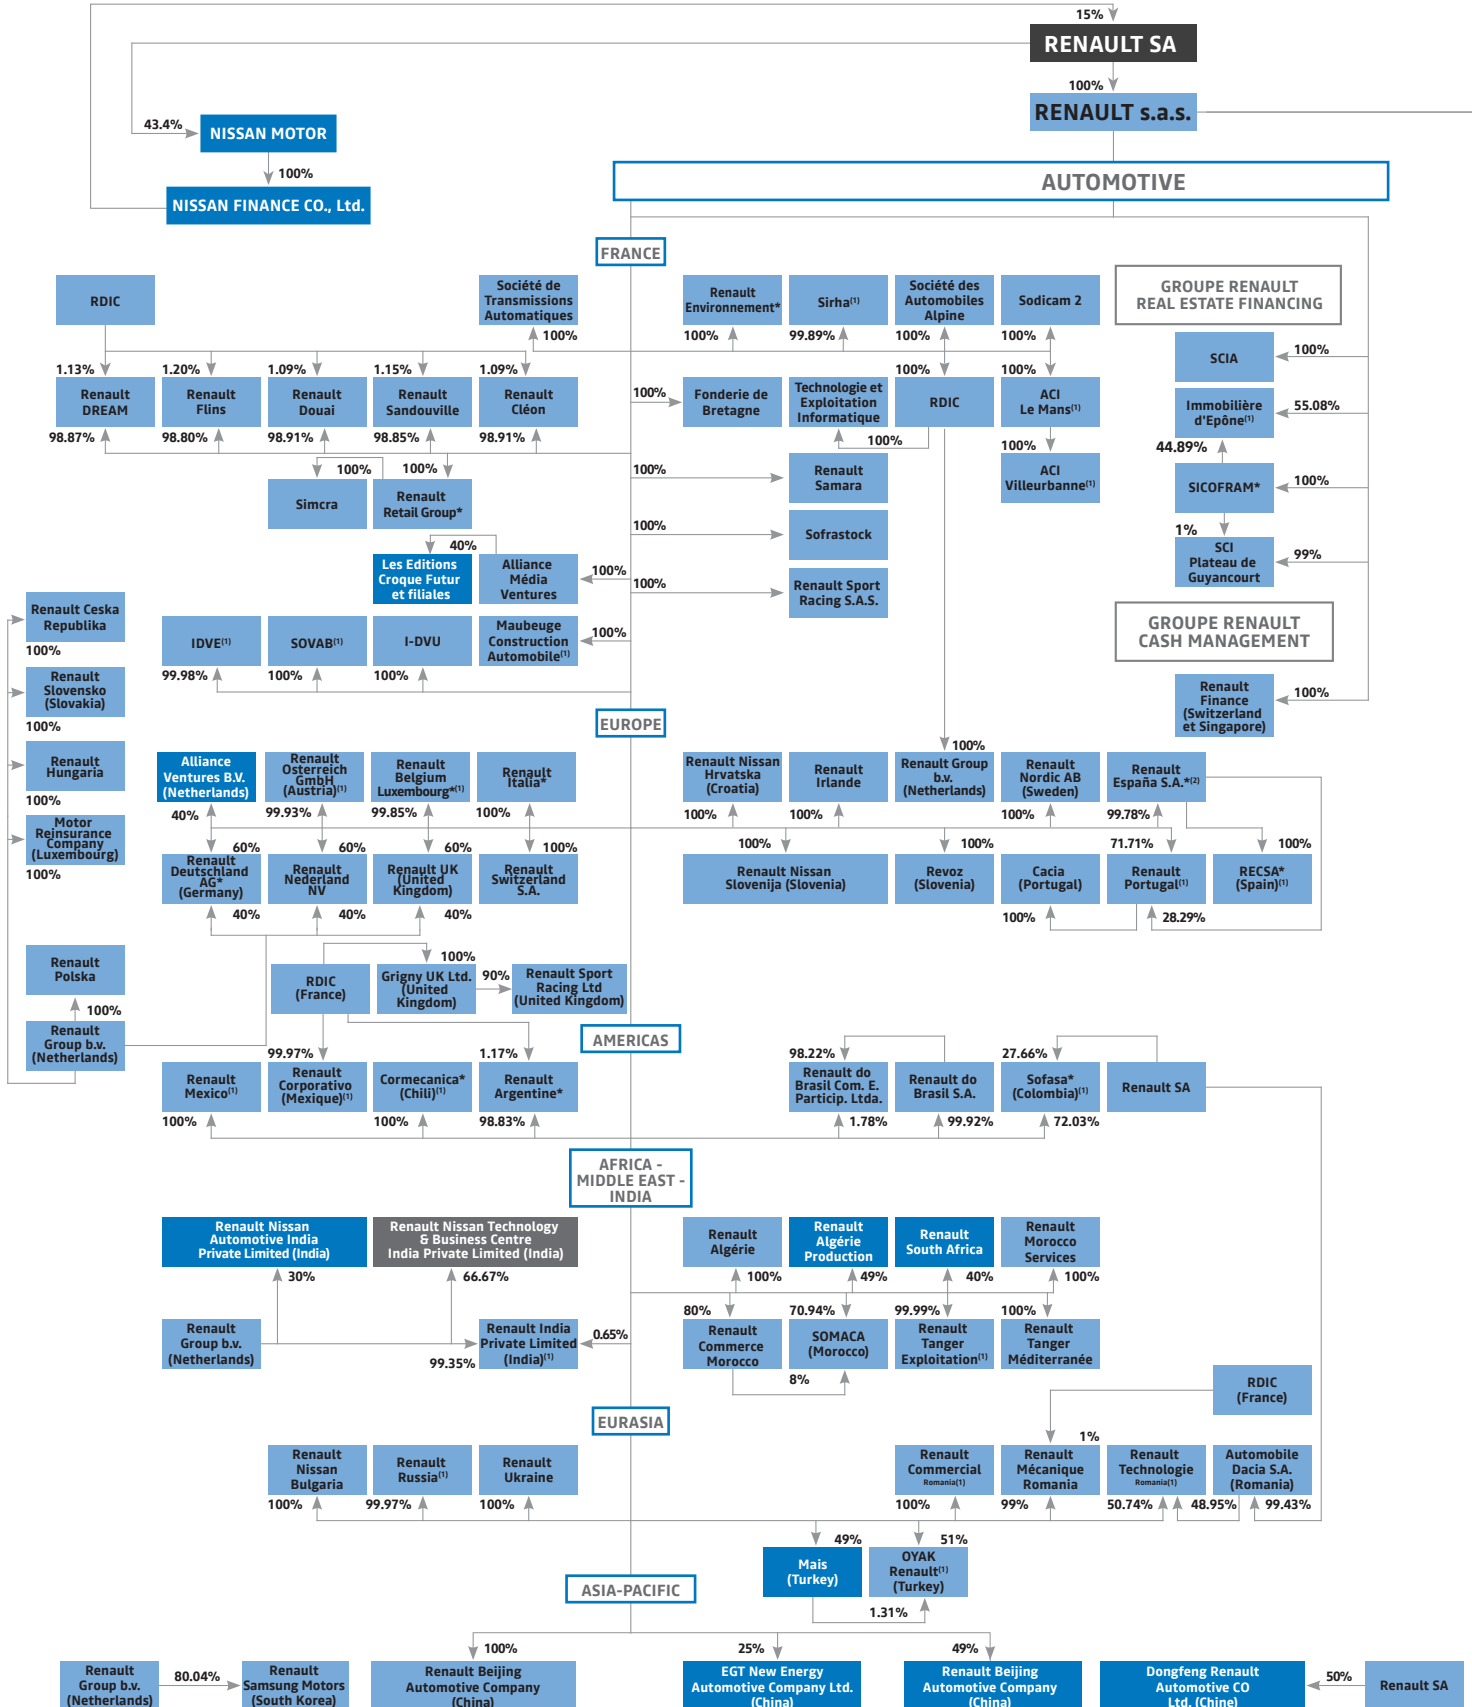 15%
RENAULT SA
100%
RENAULT s.a.s.
43.4%
NISSAN MOTOR
100%
NISSAN FINANCE CO., Ltd.
AUTOMOTIVE
FRANCE
RDIC
Société de
Transmissions
Automatiques
100%
Renault
Environnement*
100%
Sirha(1)
99.89%
Société des
Automobiles
Alpine
100%
Sodicam 2
100%
GROUPE RENAULT
REAL ESTATE FINANCING
1.13%
Renault
DREAM
98.87%
1.20%
Renault
Flins
98.80%
1.09%
Renault
Douai
98.91%
1.15%
Renault
Sandouville
98.85%
1.09%
Renault
Cléon
98.91%
100%
Fonderie de
Bretagne
Technologie et
Exploitation
Informatique
100%
100%
RDIC
100%
ACI
Le Mans(1)
100%
ACI
Villeurbanne(1)
SCIA
100%
Immobilière
d'Epône(1)
55.08%
44.89%
SICOFRAM*
100%
1%
SCI
Plateau de
Guyancourt
99%
100%
Simcra
100%
Renault
Retail Group*
100%
Renault
Samara
100%
Sofrastock
40%
Les Editions
Croque Futur
et filiales
Alliance
Média
Ventures
100%
100%
Renault Sport
Racing S.A.S.
GROUPE RENAULT
CASH MANAGEMENT
Renault Ceska
Republika
100%
IDVE(1)
99.98%
SOVAB(1)
100%
I-DVU
100%
Maubeuge
Construction
Automobile(1)
100%
Renault
Slovensko
(Slovakia)
100%
Renault
Finance
(Switzerland
et Singapore)
100%
EUROPE
Renault
Hungaria
100%
Motor
Reinsurance
Company
(Luxembourg)
100%
Alliance
Ventures B.V.
(Netherlands)
40%
Renault
Osterreich
GmbH
(Austria)(1)
99.93%
Renault
Belgium
Luxembourg*(1)
99.85%
Renault
Italia*
100%
Renault Nissan
Hrvatska
(Croatia)
100%
Renault
Irlande
100%
100%
Renault Group
b.v.
(Netherlands)
Renault
Nordic AB
(Sweden)
100%
Renault
España S.A.*(2)
99.78%
60%
Renault
Deutschland
AG*
(Germany)
40%
60%
Renault
Nederland
NV
40%
60%
Renault UK
(United
Kingdom)
40%
100%
Renault
Switzerland
S.A.
100%
Renault Nissan
Slovenija (Slovenia)
100%
Revoz
(Slovenia)
Cacia
(Portugal)
100%
71.71%
Renault
Portugal(1)
28.29%
100%
RECSA*
(Spain)(1)
Renault
Polska
100%
Renault
Group b.v.
(Netherlands)
RDIC
(France)
100%
Grigny UK Ltd.
(United
Kingdom)
90%
Renault Sport
Racing Ltd
(United Kingdom)
AMERICAS
Renault
Mexico(1)
100%
99.97%
Renault
Corporativo
(Mexique)(1)
Cormecanica*
(Chili)(1)
100%
1.17%
Renault
Argentine*
98.83%
98.22%
Renault do
Brasil Com. E.
Particip. Ltda.
1.78%
Renault do
Brasil S.A.
99.92%
27.66%
Sofasa*
(Colombia)(1)
72.03%
Renault SA
AFRICA -
MIDDLE EAST -
INDIA
Renault Nissan
Automotive India
Private Limited (India)
30%
Renault Nissan Technology
& Business Centre
India Private Limited (India)
66.67%
Renault
Algérie
100%
Renault
Algérie
Production
49%
Renault
South Africa
40%
Renault
Morocco
Services
100%
Renault
Group b.v.
(Netherlands)
99.35%
Renault India
Private Limited
(India)(1)
0.65%
80%
Renault
Commerce
Morocco
8%
70.94%
SOMACA
(Morocco)
99.99%
Renault
Tanger
Exploitation(1)
100%
Renault
Tanger
Méditerranée
RDIC
(France)
EURASIA
Renault
Nissan
Bulgaria
100%
Renault
Russia(1)
99.97%
Renault
Ukraine
100%
Renault
Commercial
Romania(1)
100%
1%
Renault
Mécanique
Romania
99%
Renault
Technologie
Romania(1)
50.74%
48.95%
Automobile
Dacia S.A.
(Romania)
99.43%
49%
Mais
(Turkey)
51%
OYAK
Renault(1)
(Turkey)
1.31%
ASIA-PACIFIC
Renault
Group b.v.
(Netherlands)
80.04%
Renault
Samsung Motors
(South Korea)
100%
Renault Beijing
Automotive Company
(China)
25%
EGT New Energy
Automotive Company Ltd.
(China)
49%
Renault Beijing
Automotive Company
(China)
Dongfeng Renault
Automotive CO
Ltd. (Chine)
50%
Renault SA